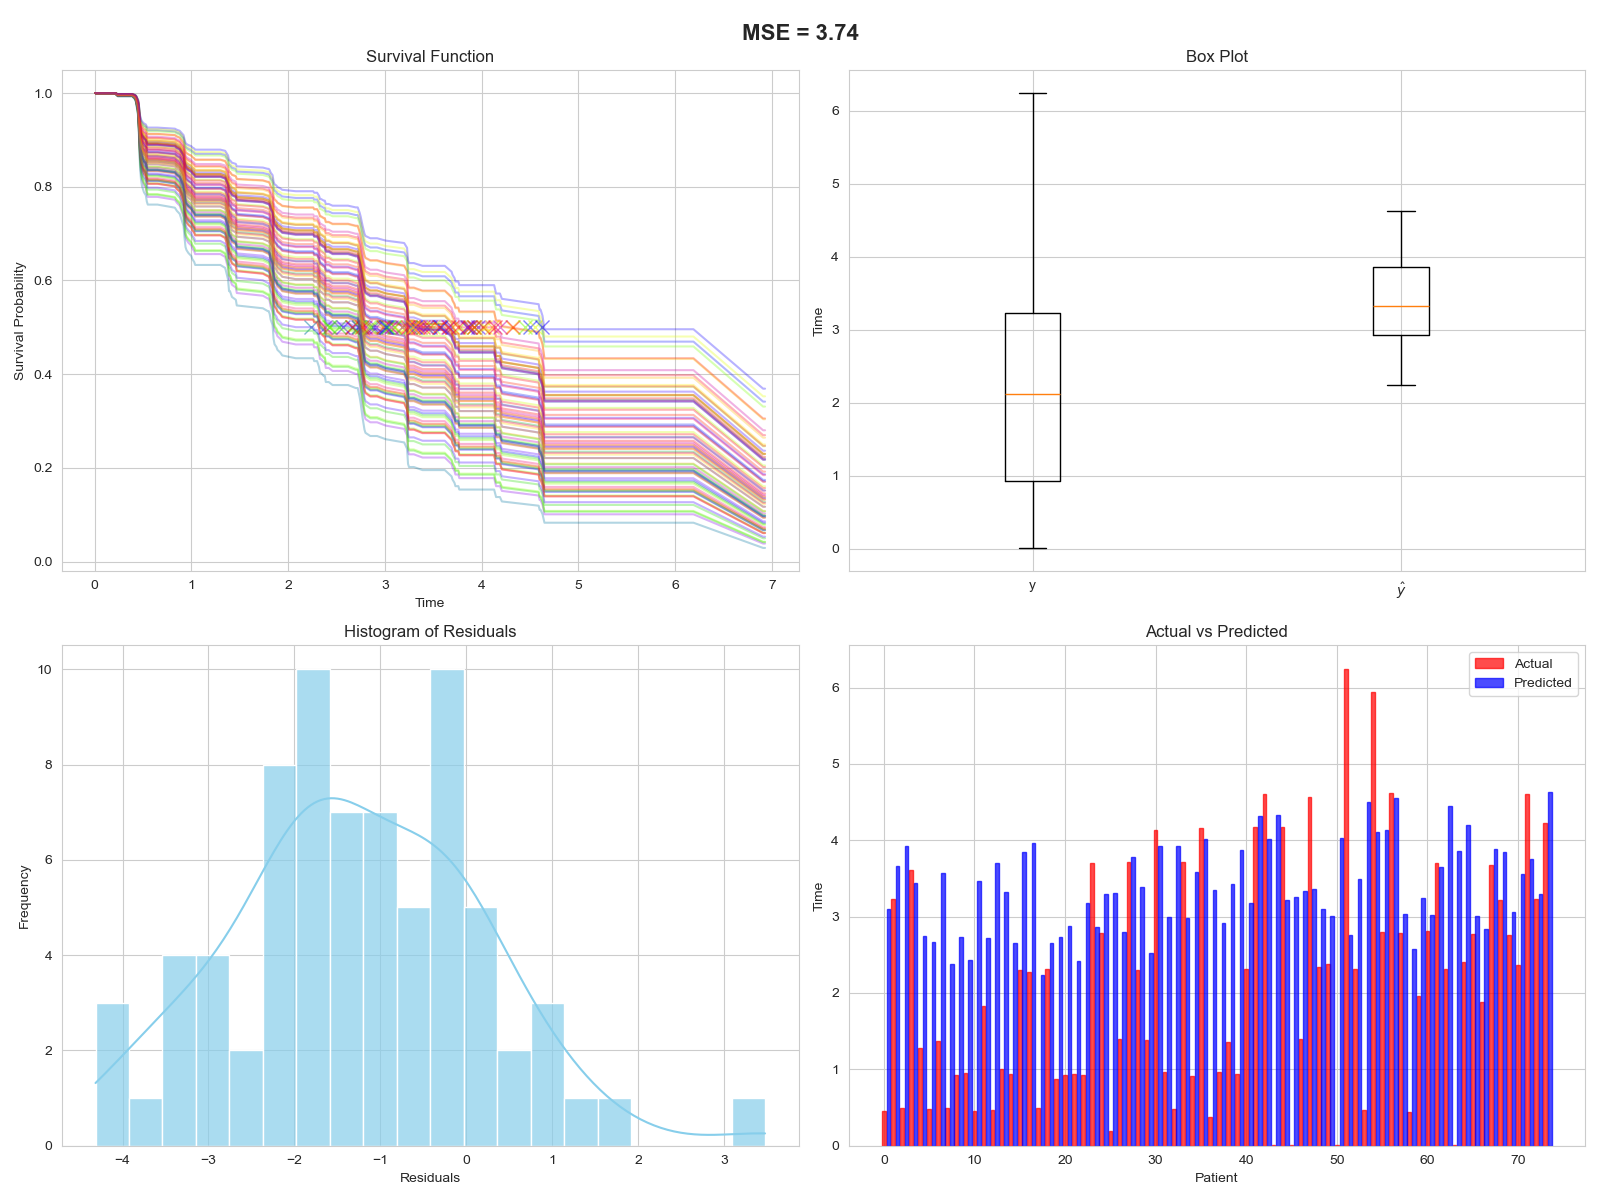 MSE = 3.74
Survival Function
Survival Probability
1.0
0.8
0.6
0.4
0.2
0.0
0 1 2 3 4 5 6 7
Time
Box Plot
Time
6
5
4
3
2
1
0
y ŷ
Histogram of Residuals
Frequency
10
8
6
4
2
0
−4 −3 −2 −1 0 1 2 3
Residuals
Actual vs Predicted
Actual
Predicted
Time
6
5
4
3
2
1
0
0 10 20 30 40 50 60 70
Patient